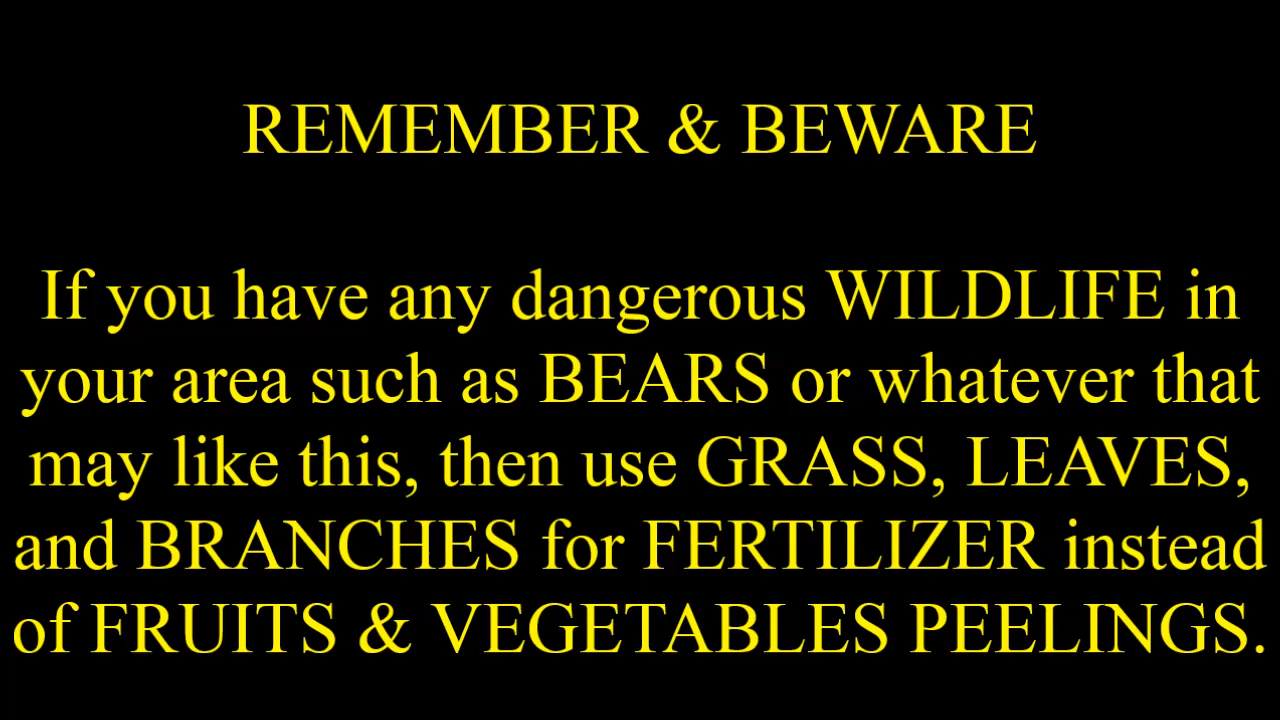 REMEMBER & BEWARE
If you have any dangerous WILDLIFE in
your area such as BEARS or whatever that
may like this, then use GRASS, LEAVES,
and BRANCHES for FERTILIZER instead
of FRUITS & VEGETABLES PEELINGS.